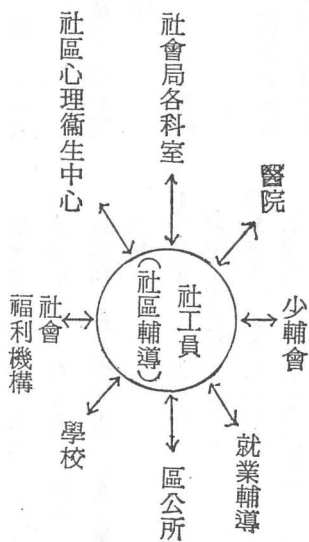 社區心理衞生中心
社會局各科室
醫院
少輔會
就業輔導
區公所
學校
社會
福利機構
社工員
(社區輔導)